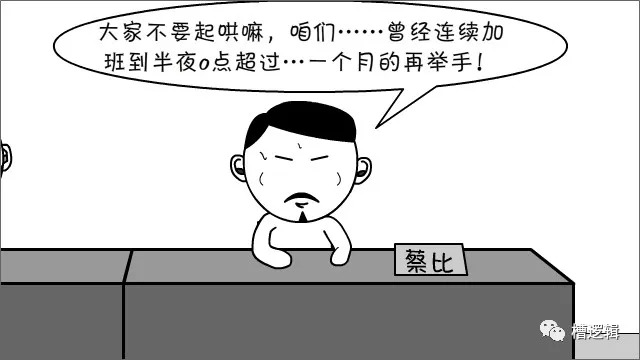 大家不要起哄嘛，咱们……曾经连续加
班到半夜0点超过…一个月的再举手！
蔡比
槽逻辑